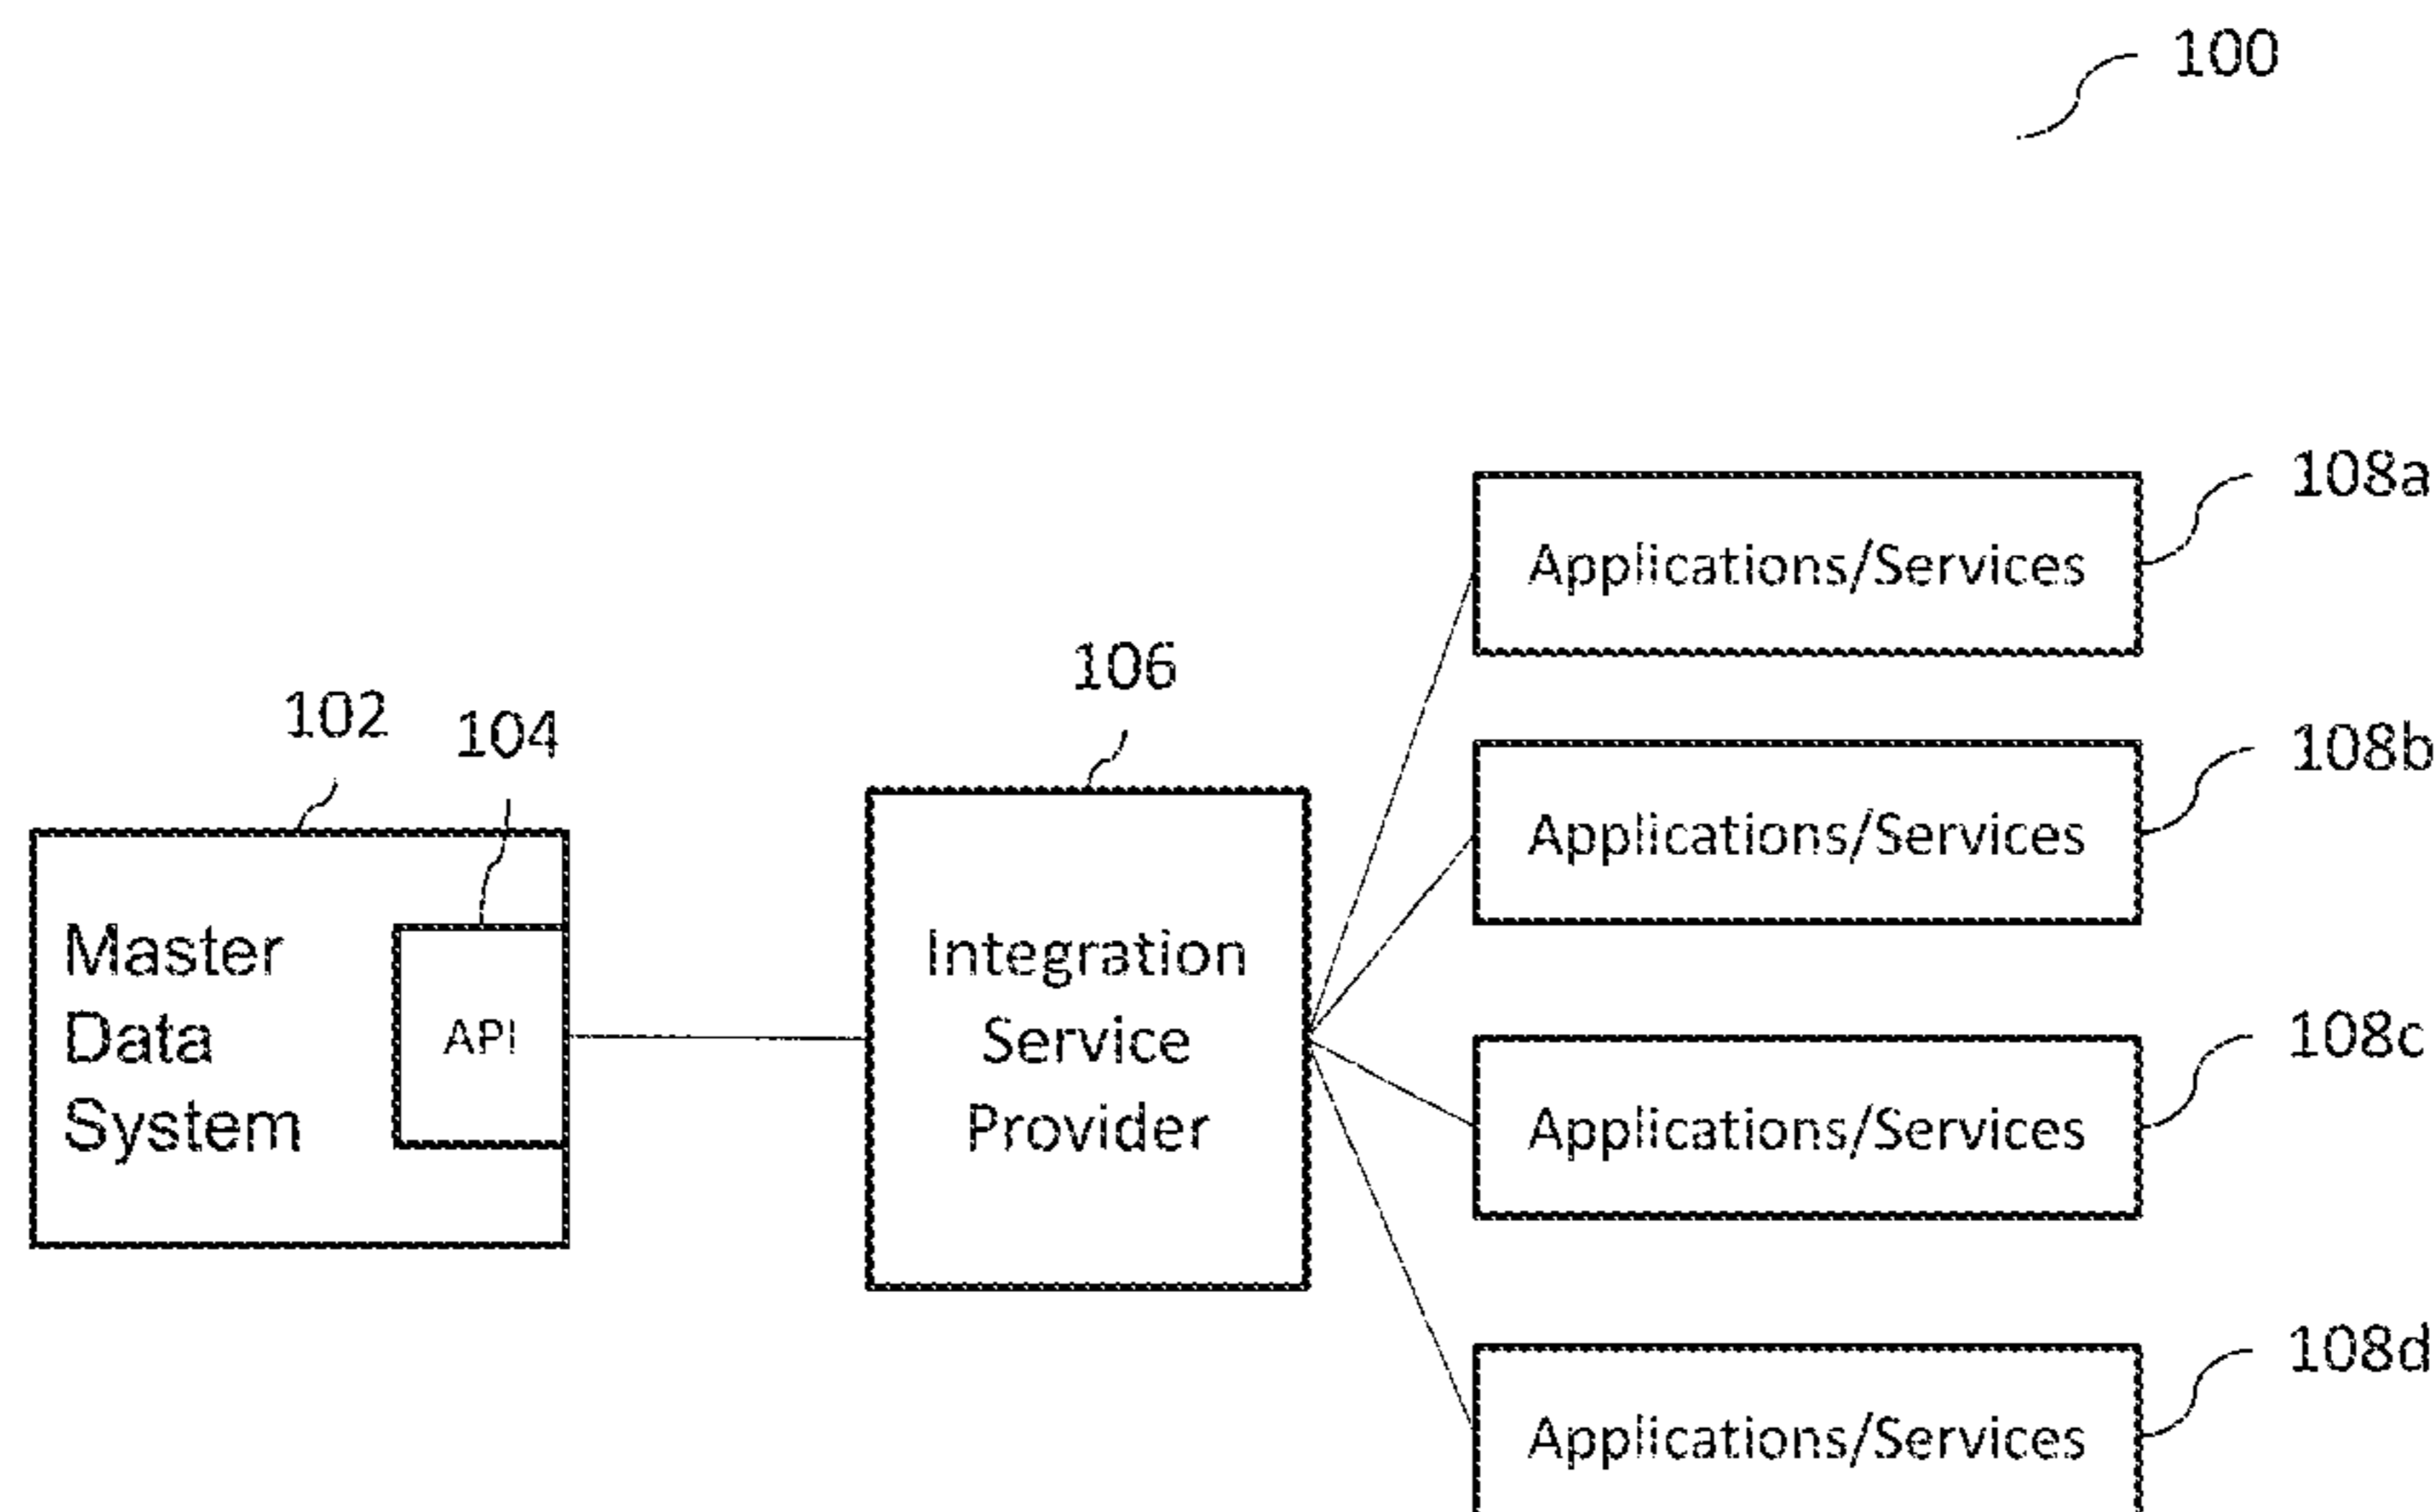 100
108a
Applications/Services
106
102
104
108b
Applications/Services
Master
Data
System
API
Integration
Service
Provider
108c
Applications/Services
108d
Applications/Services